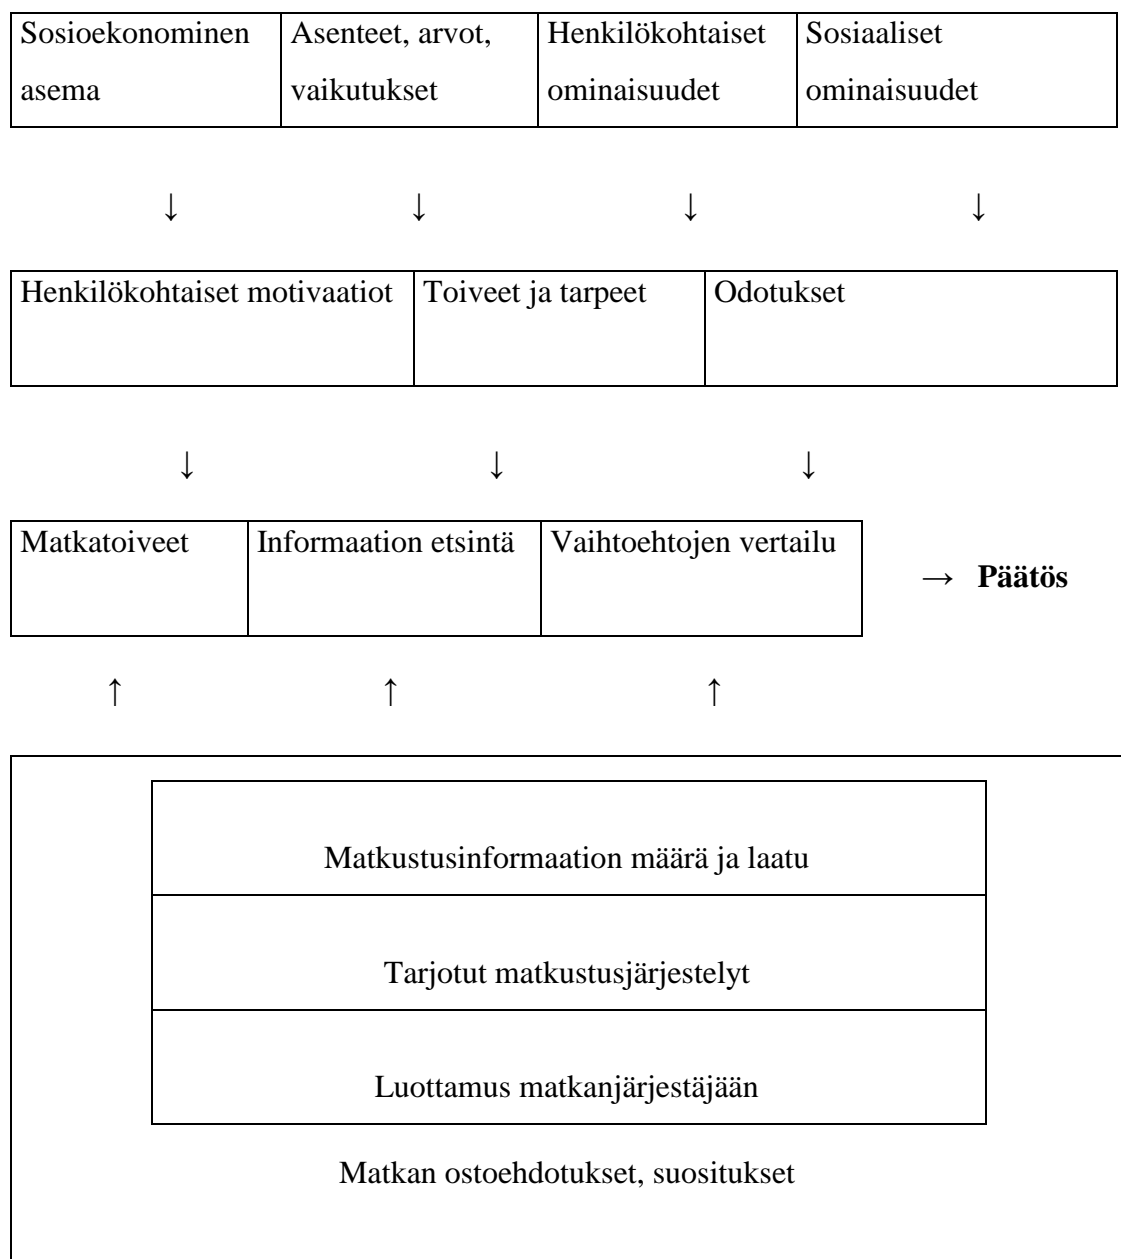 Sosioekonominen asema
Asenteet, arvot, vaikutukset
Henkilökohtaiset ominaisuudet
Sosiaaliset ominaisuudet
↓ ↓ ↓ ↓
Henkilökohtaiset motivaatiot
Toiveet ja tarpeet
Odotukset
↓ ↓ ↓
Matkatoiveet
Informaation etsintä
Vaihtoehtojen vertailu
→ Päätös
↑ ↑ ↑
Matkustusinformaation määrä ja laatu
Tarjotut matkustusjärjestelyt
Luottamus matkanjärjestäjään
Matkan ostoehdotukset, suositukset